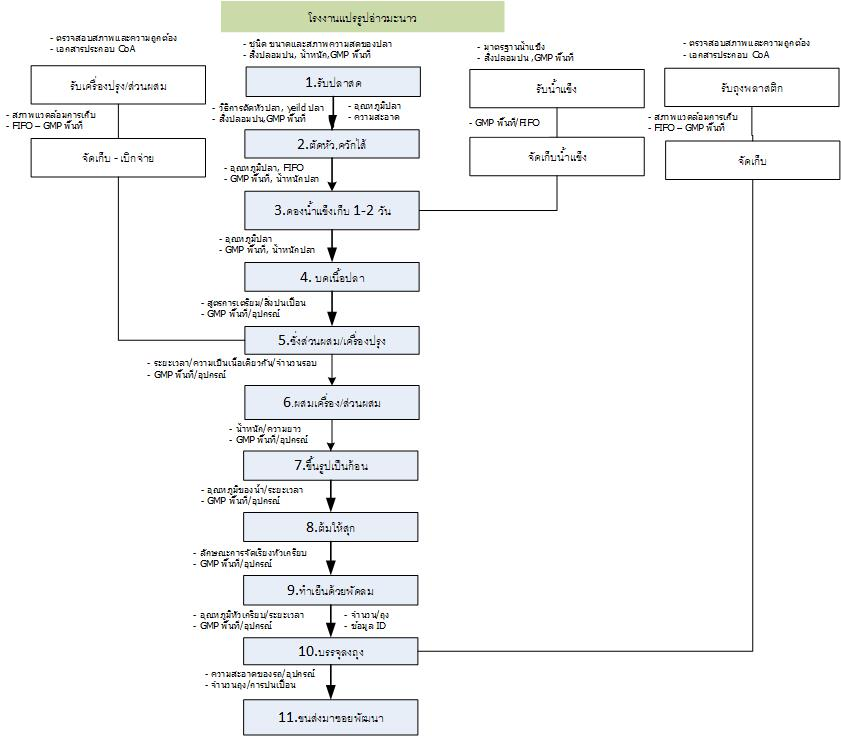 โรงงานแปรรูปอ่าวมะนาว
- ตรวจสอบสภาพและความถูกต้อง
- เอกสารประกอบ CoA
รับเครื่องปรุง/ส่วนผสม
- สภาพแวดล้อมการเก็บ
- FIFO – GMP พื้นที่
จัดเก็บ - เบิกจ่าย
- ชนิด ขนาดและสภาพความสดของปลา
- สิ่งปลอมปน, น้ำหนัก,GMP พื้นที่
1.รับปลาสด
- วิธีการตัดหัวปลา, yeild ปลา
- สิ่งปลอมปน,GMP พื้นที่
- อุณหภูมิปลา
- ความสะอาด
2.ตัดหัว,ควักไส้
- อุณหภูมิปลา, FIFO
- GMP พื้นที่, น้ำหนักปลา
3.ดองน้ำแข็งเก็บ 1-2 วัน
- อุณหภูมิปลา
- GMP พื้นที่, น้ำหนักปลา
4. บดเนื้อปลา
- สูตรการเตรียม/สิ่งปนเปื้อน
- GMP พื้นที่/อุปกรณ์
5.ชั่งส่วนผสม/เครื่องปรุง
- ระยะเวลา/ความเป็นเนื้อเดียวกัน/จำนวนรอบ
- GMP พื้นที่/อุปกรณ์
6.ผสมเครื่อง/ส่วนผสม
- น้ำหนัก/ความยาว
- GMP พื้นที่/อุปกรณ์
7.ขึ้นรูปเป็นก้อน
- อุณหภูมิของน้ำ/ระยะเวลา
- GMP พื้นที่/อุปกรณ์
8.ต้มให้สุก
- ลักษณะการจัดเรียงหัวเกรียบ
- GMP พื้นที่/อุปกรณ์
9.ทำเย็นด้วยพัดลม
- อุณหภูมิหัวเกรียบ/ระยะเวลา
- GMP พื้นที่/อุปกรณ์
- จำนวน/ถุง
- ข้อมูล ID
10.บรรจุลงถุง
- ความสะอาดของรถ/อุปกรณ์
- จำนวนถุง/การปนเปื้อน
11.ขนส่งมาซอยพัฒนา
- มาตรฐานน้ำแข็ง
- สิ่งปลอมปน ,GMP พื้นที่
รับน้ำแข็ง
- GMP พื้นที่/FIFO
จัดเก็บน้ำแข็ง
- ตรวจสอบสภาพและความถูกต้อง
- เอกสารประกอบ CoA
รับถุงพลาสติก
- สภาพแวดล้อมการเก็บ
- FIFO – GMP พื้นที่
จัดเก็บ